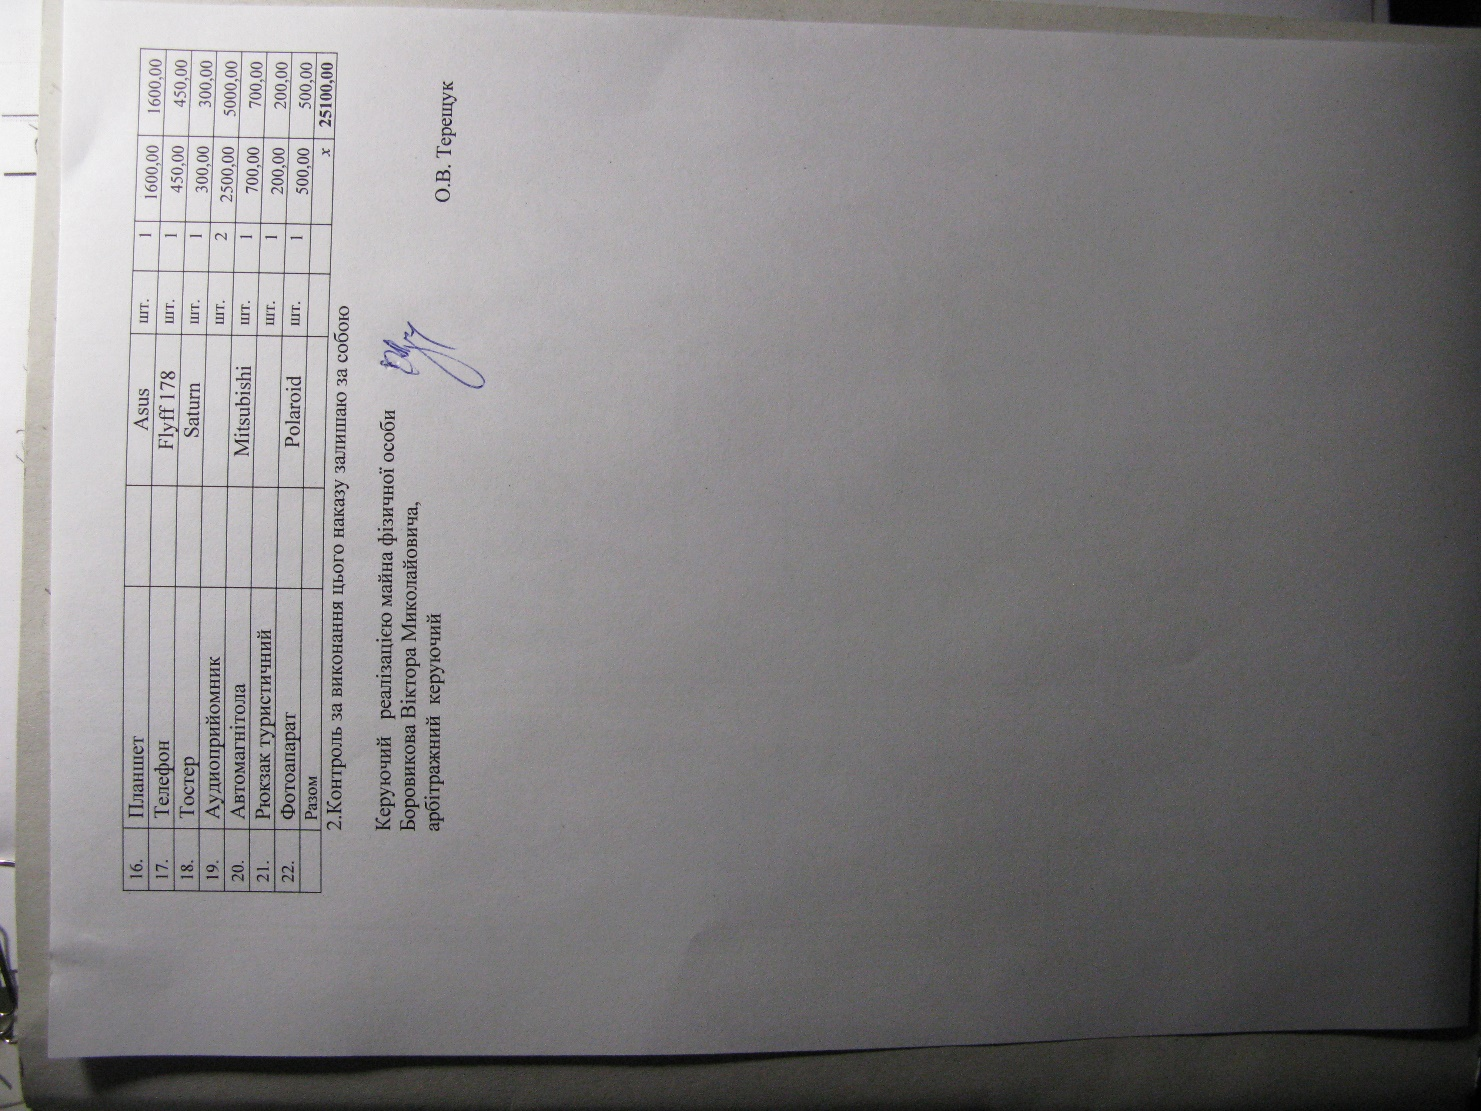 16. Планшет Asus шт. 1 1600,00 1600,00
17. Телефон Flyff 178 шт. 1 450,00 450,00
18. Тостер Saturn шт. 1 300,00 300,00
19. Аудиоприйомник шт. 2 2500,00 5000,00
20. Автомагнітола Mitsubishi шт. 1 700,00 700,00
21. Рюкзак туристичний шт. 1 200,00 200,00
22. Фотоапарат Polaroid шт. 1 500,00 500,00
Разом х 25100,00
2.Контроль за виконання цього наказу залишаю за собою
Керуючий реалізацією майна фізичної особи
Боровикова Віктора Миколайовича,
арбітражний керуючий О.В. Терещук